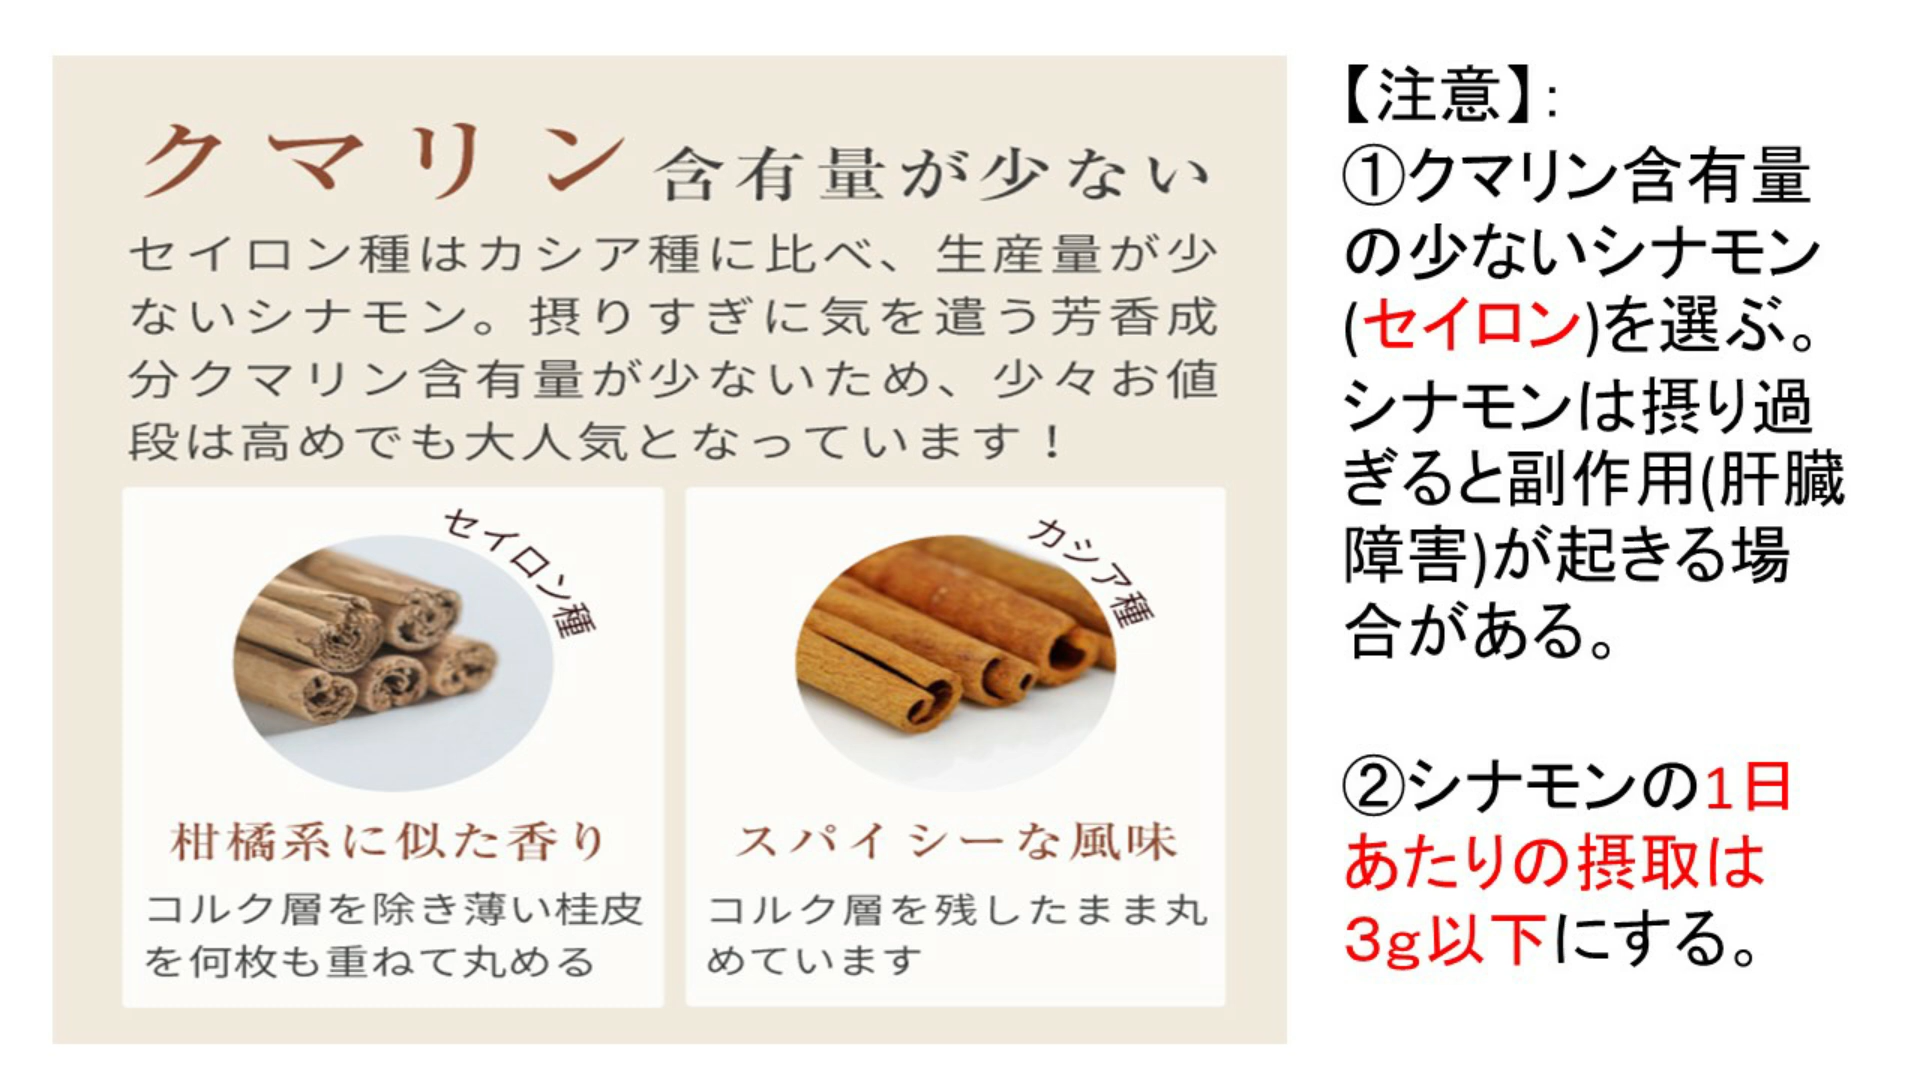 クマリン含有量が少ない
セイロン種はカシア種に比べ、生産量が少
ないシナモン。摂りすぎに気を遣う芳香成
分クマリン含有量が少ないため、少々お値
段は高めでも大人気となっています！
セイロン種
柑橘系に似た香り
コルク層を除き薄い桂皮
を何枚も重ねて丸める
カシア種
スパイシーな風味
コルク層を残したまま丸
めています
【注意】:
①クマリン含有量
の少ないシナモン
(セイロン)を選ぶ。
シナモンは摂り過
ぎると副作用(肝臓
障害)が起きる場
合がある。
②シナモンの1日
あたりの摂取は
３g以下にする。